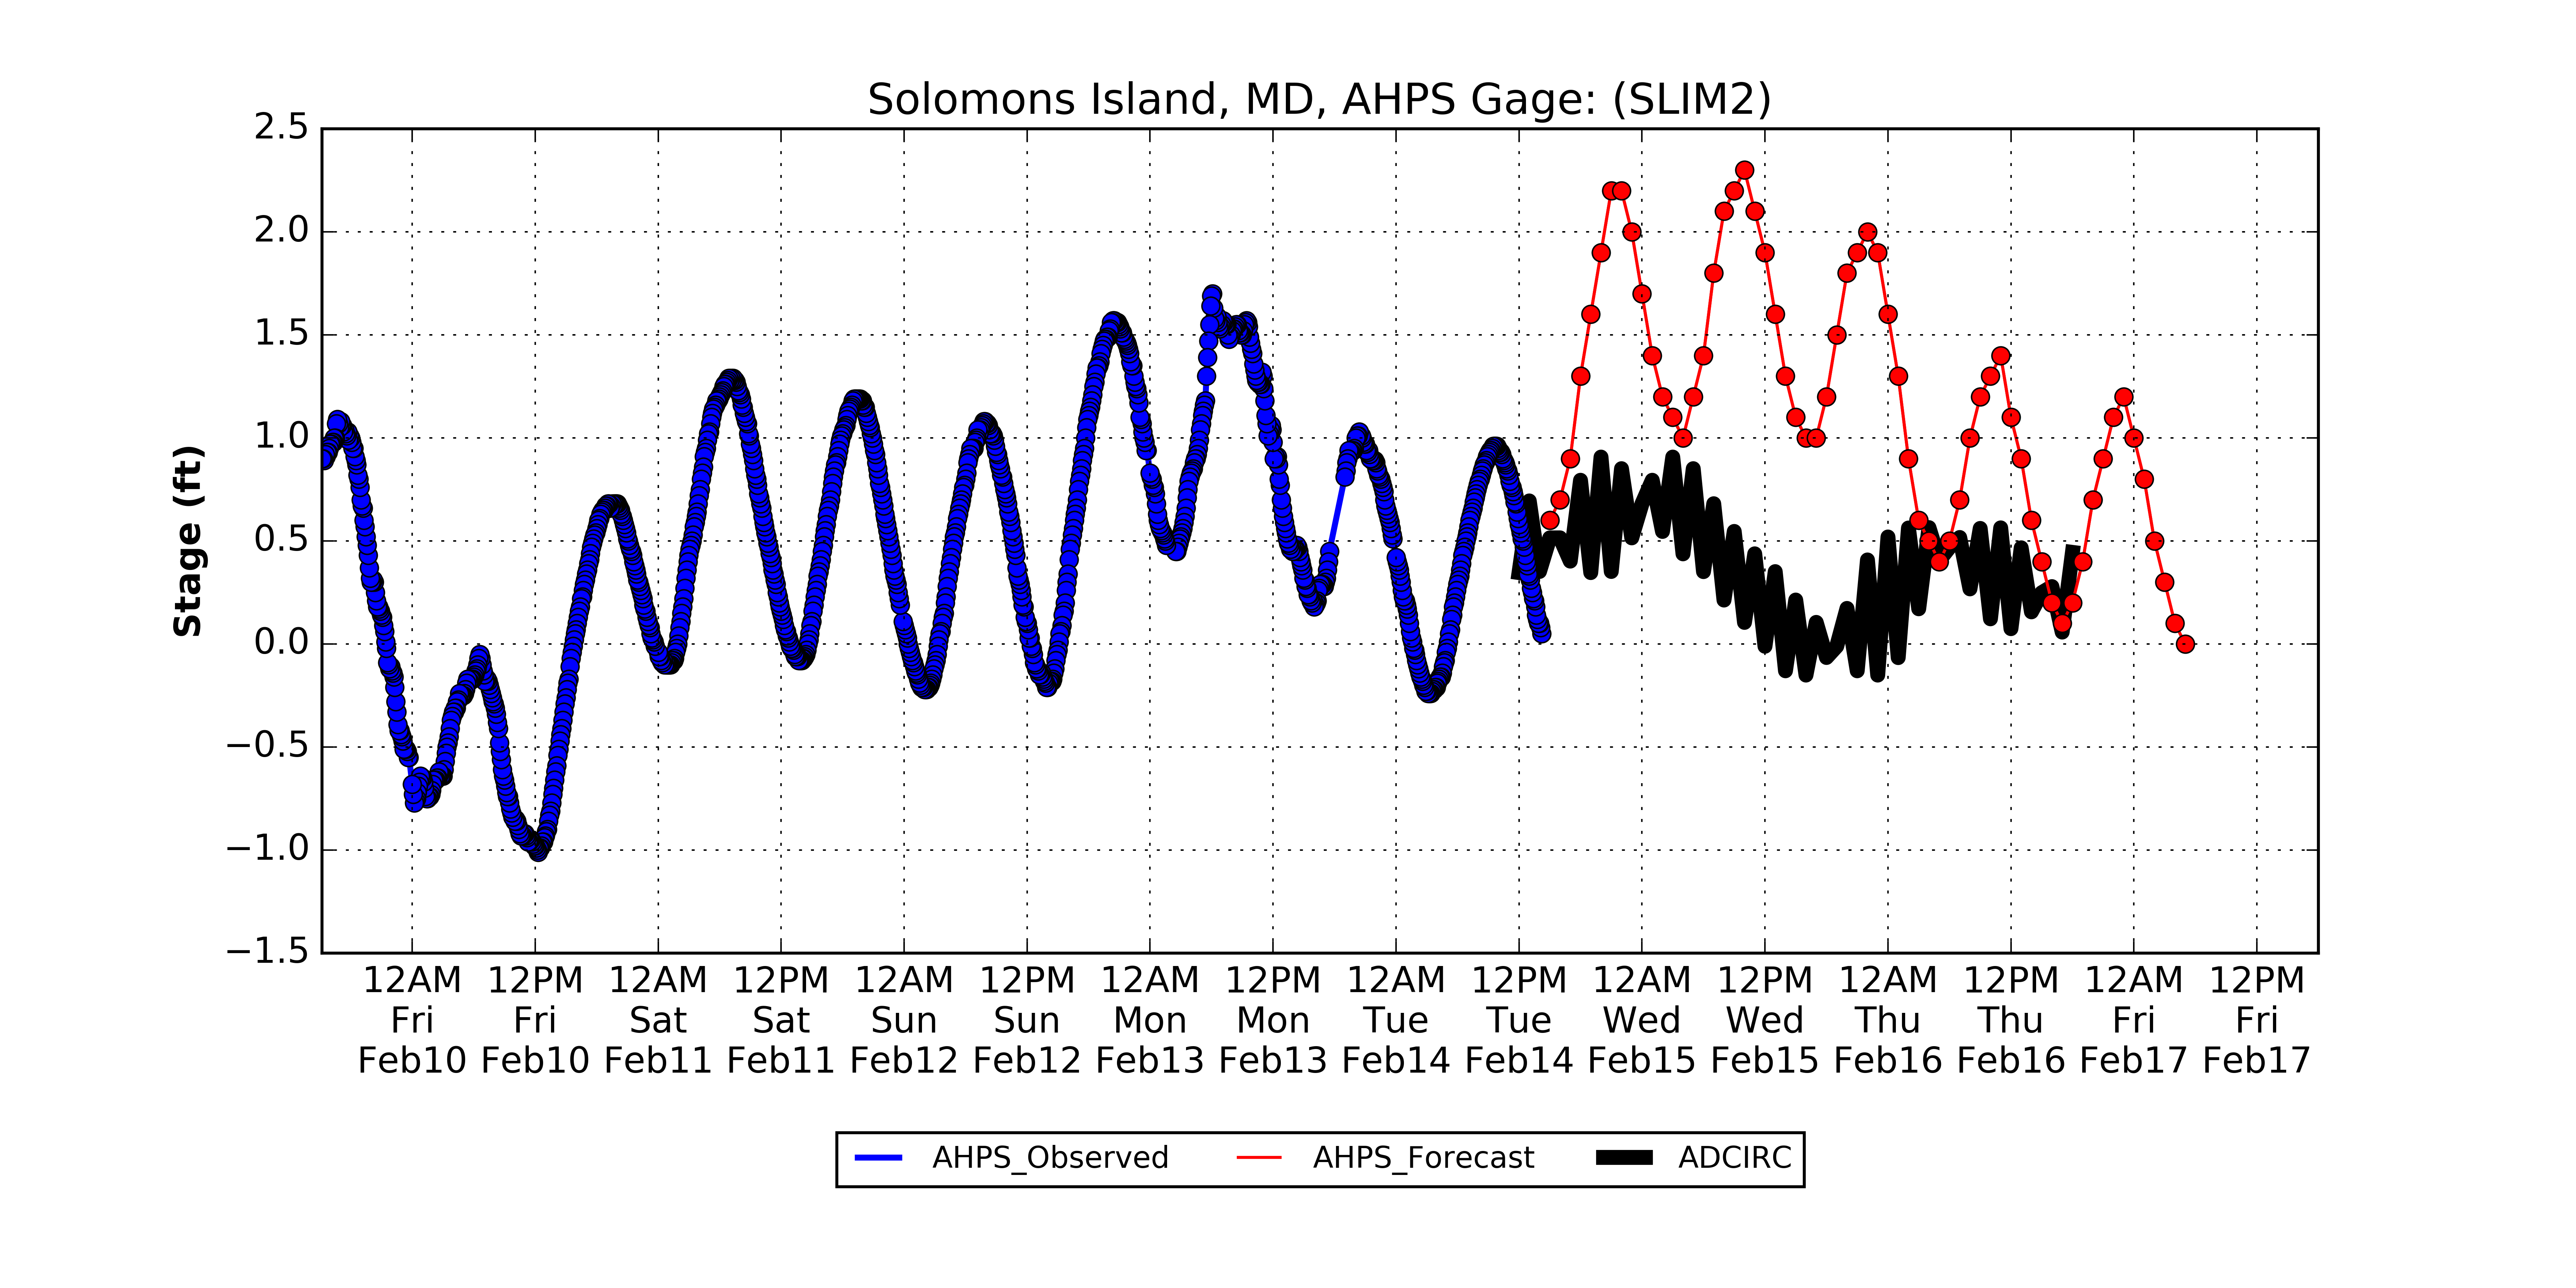 Solomons Island, MD, AHPS Gage: (SLIM2)
2.5
2.0
1.5
1.0
0.5
0.0
−0.5
−1.0
−1.5
Stage (ft)
12AM 12PM 12AM 12PM 12AM 12PM 12AM 12PM 12AM 12PM 12AM 12PM 12AM 12PM 12AM 12PM
Fri Fri Sat Sat Sun Sun Mon Mon Tue Tue Wed Wed Thu Thu Fri Fri
Feb10 Feb10 Feb11 Feb11 Feb12 Feb12 Feb13 Feb13 Feb14 Feb14 Feb15 Feb15 Feb16 Feb16 Feb17 Feb17
AHPS_Observed AHPS_Forecast ADCIRC